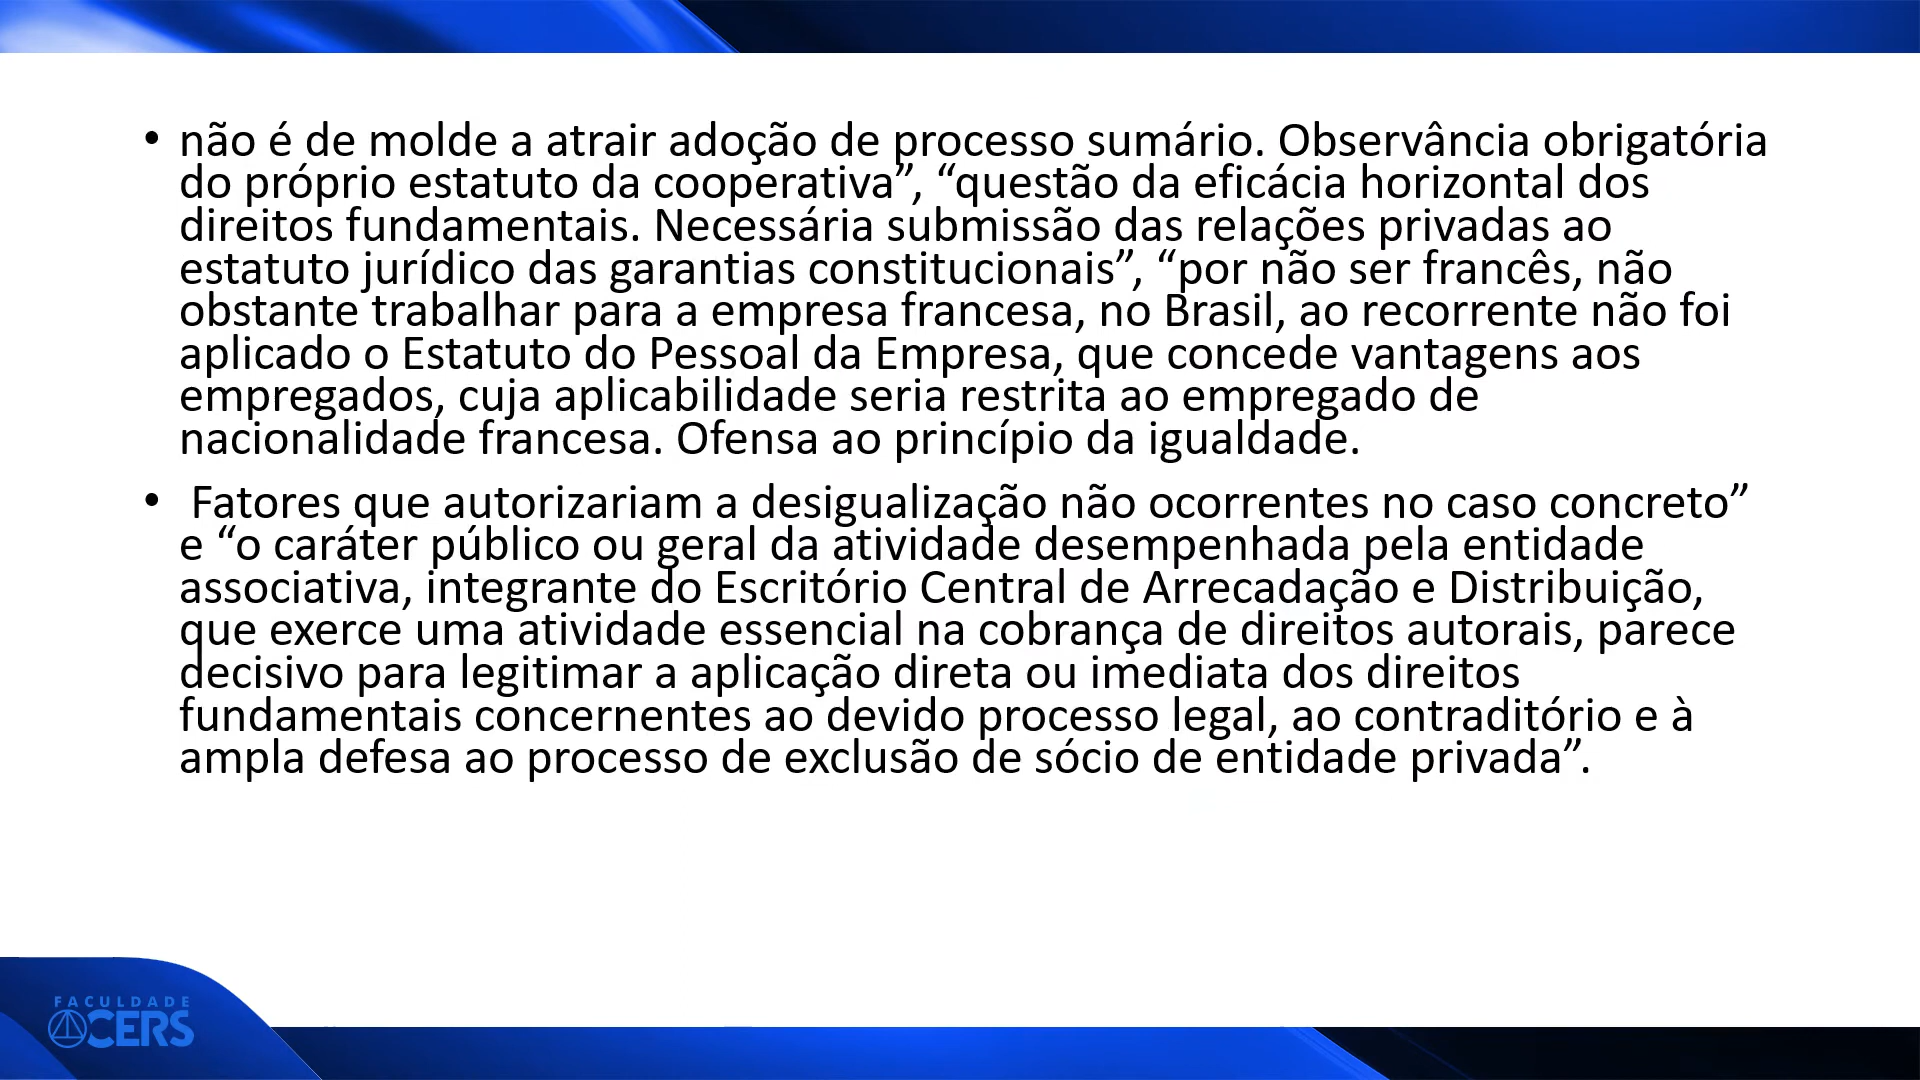 • não é de molde a atrair adoção de processo sumário. Observância obrigatória
do próprio estatuto da cooperativa”, “questão da eficácia horizontal dos
direitos fundamentais. Necessária submissão das relações privadas ao
estatuto jurídico das garantias constitucionais”, “por não ser francês, não
obstante trabalhar para a empresa francesa, no Brasil, ao recorrente não foi
aplicado o Estatuto do Pessoal da Empresa, que concede vantagens aos
empregados, cuja aplicabilidade seria restrita ao empregado de
nacionalidade francesa. Ofensa ao princípio da igualdade.
• Fatores que autorizariam a desigualização não ocorrentes no caso concreto”
e “o caráter público ou geral da atividade desempenhada pela entidade
associativa, integrante do Escritório Central de Arrecadação e Distribuição,
que exerce uma atividade essencial na cobrança de direitos autorais, parece
decisivo para legitimar a aplicação direta ou imediata dos direitos
fundamentais concernentes ao devido processo legal, ao contraditório e à
ampla defesa ao processo de exclusão de sócio de entidade privada”.
FACULDADE
CERS